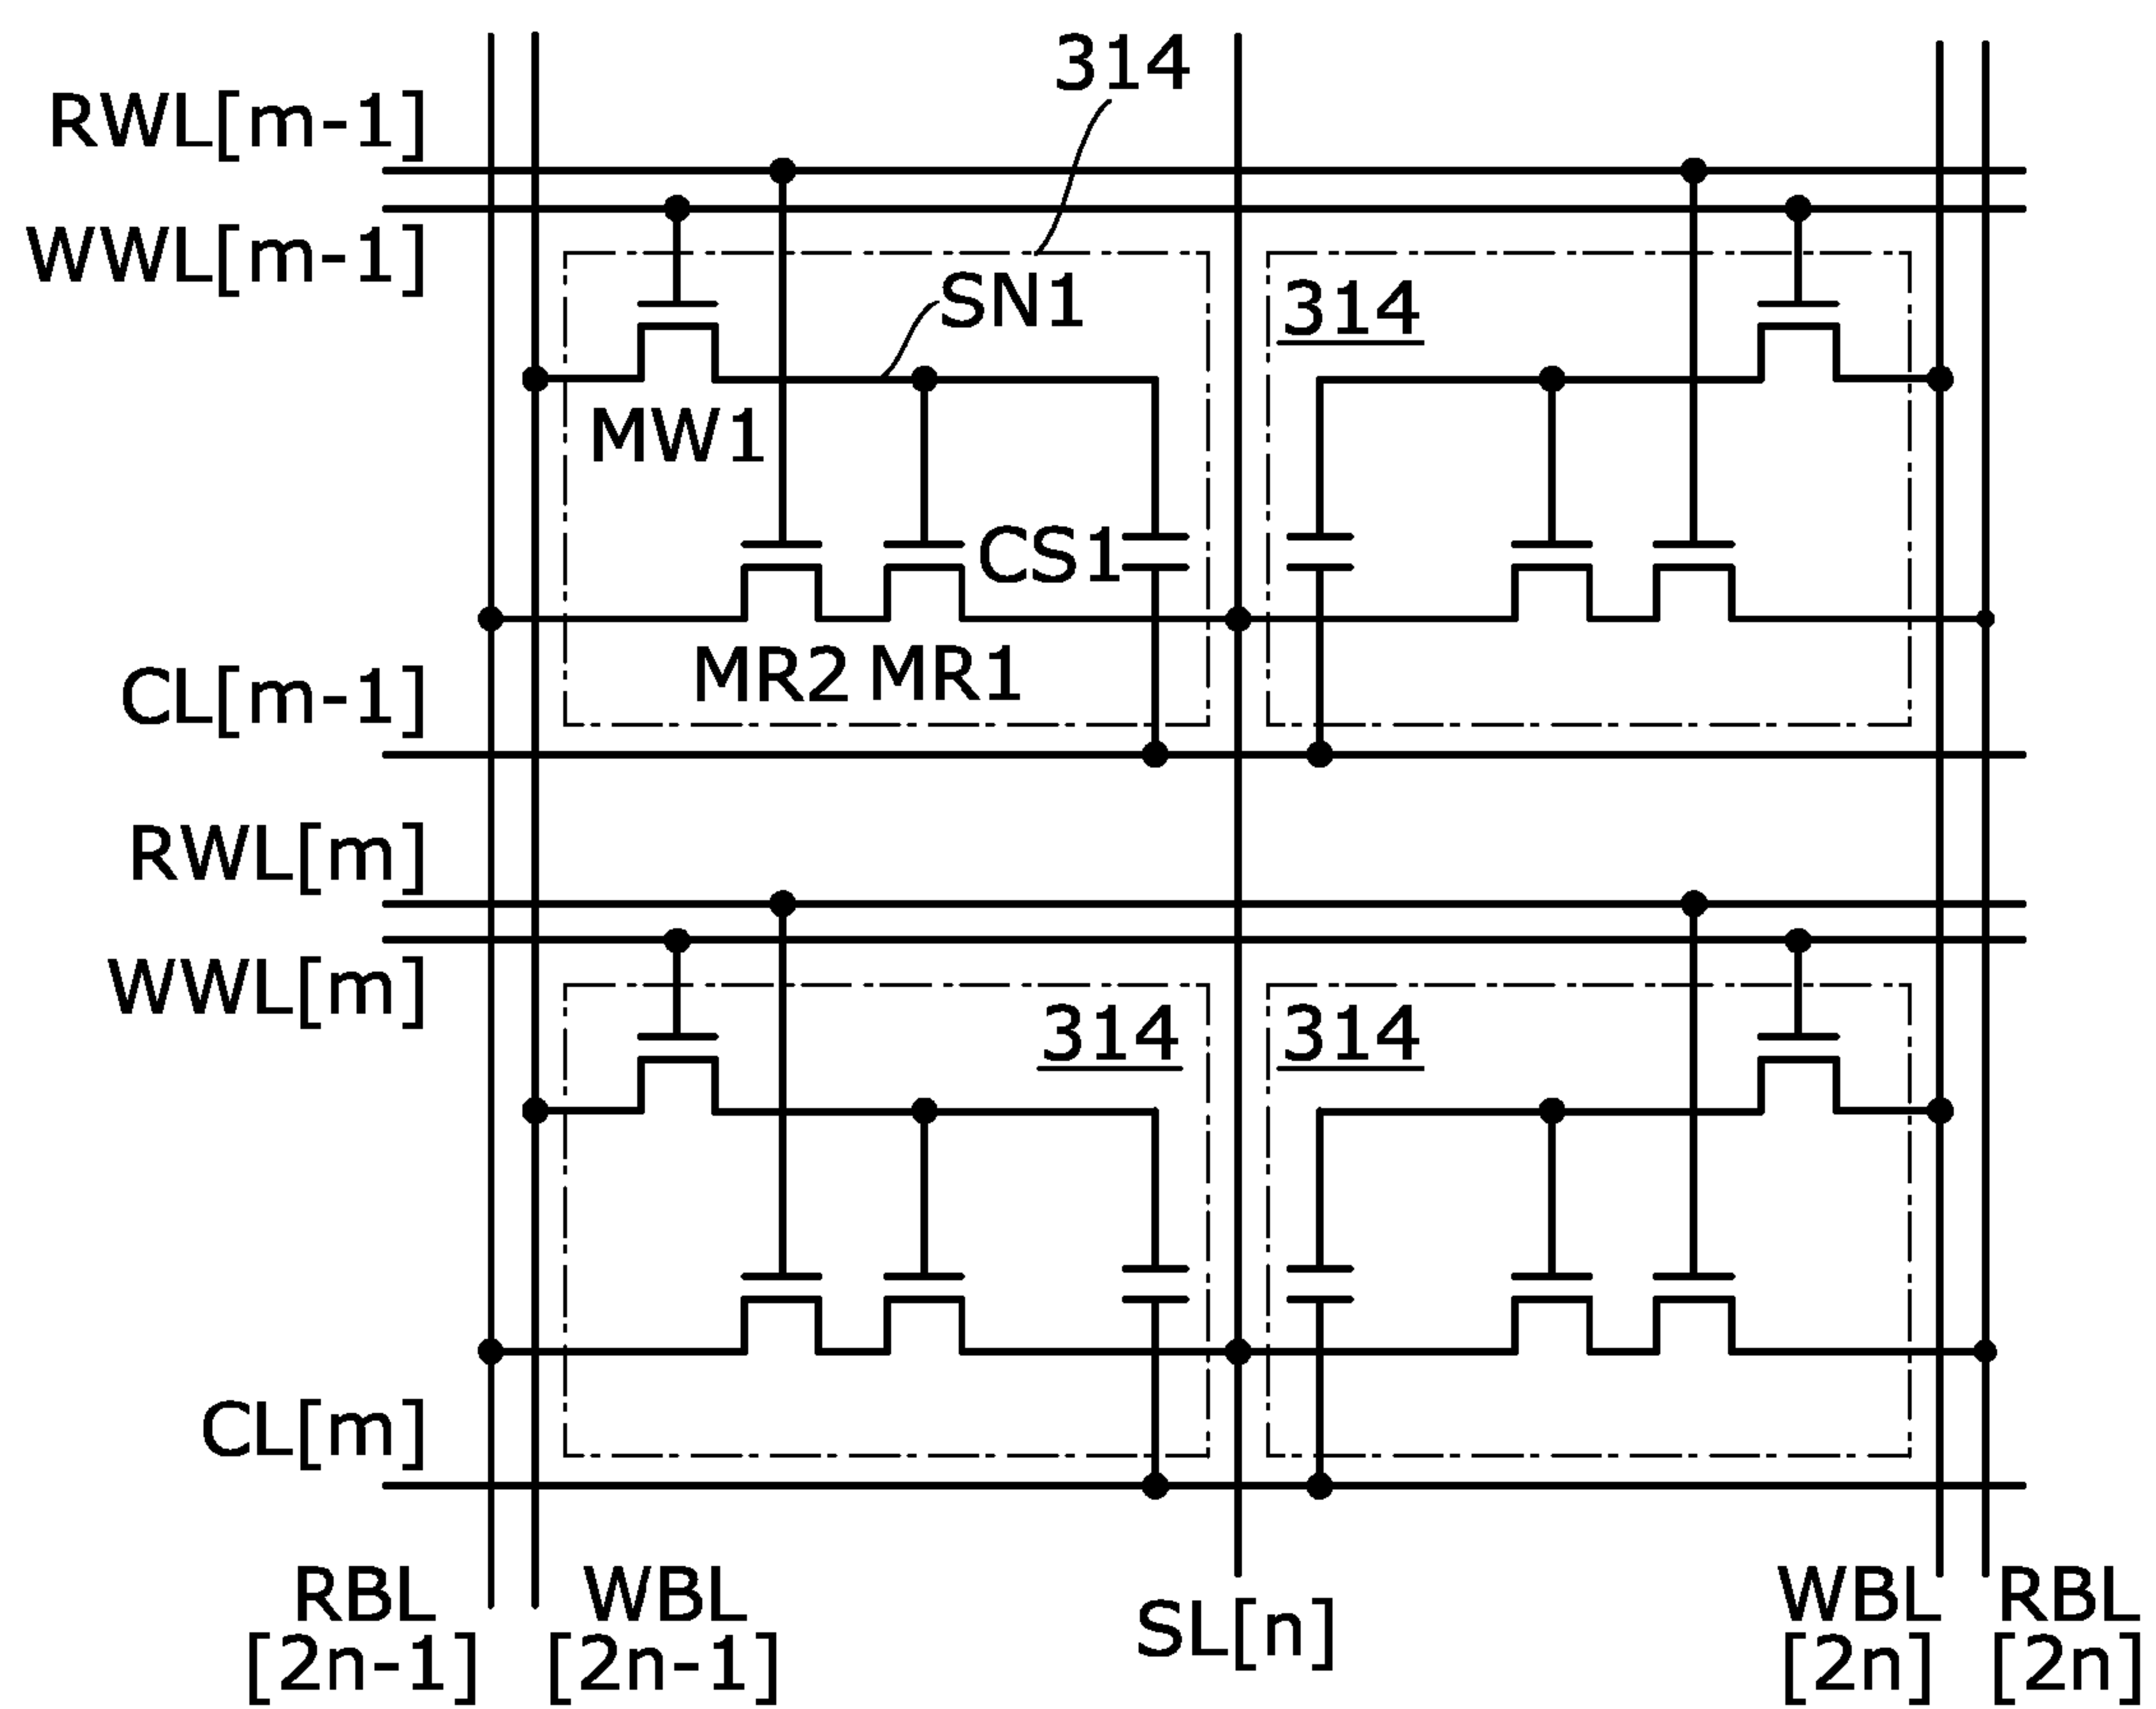 314
RWL[m-1]
WWL[m-1]
SN1
314
MW1
CS1
MR2 MR1
CL[m-1]
RWL[m]
WWL[m]
314
314
CL[m]
RBL
[2n-1]
WBL
[2n-1]
SL[n]
WBL
[2n]
RBL
[2n]